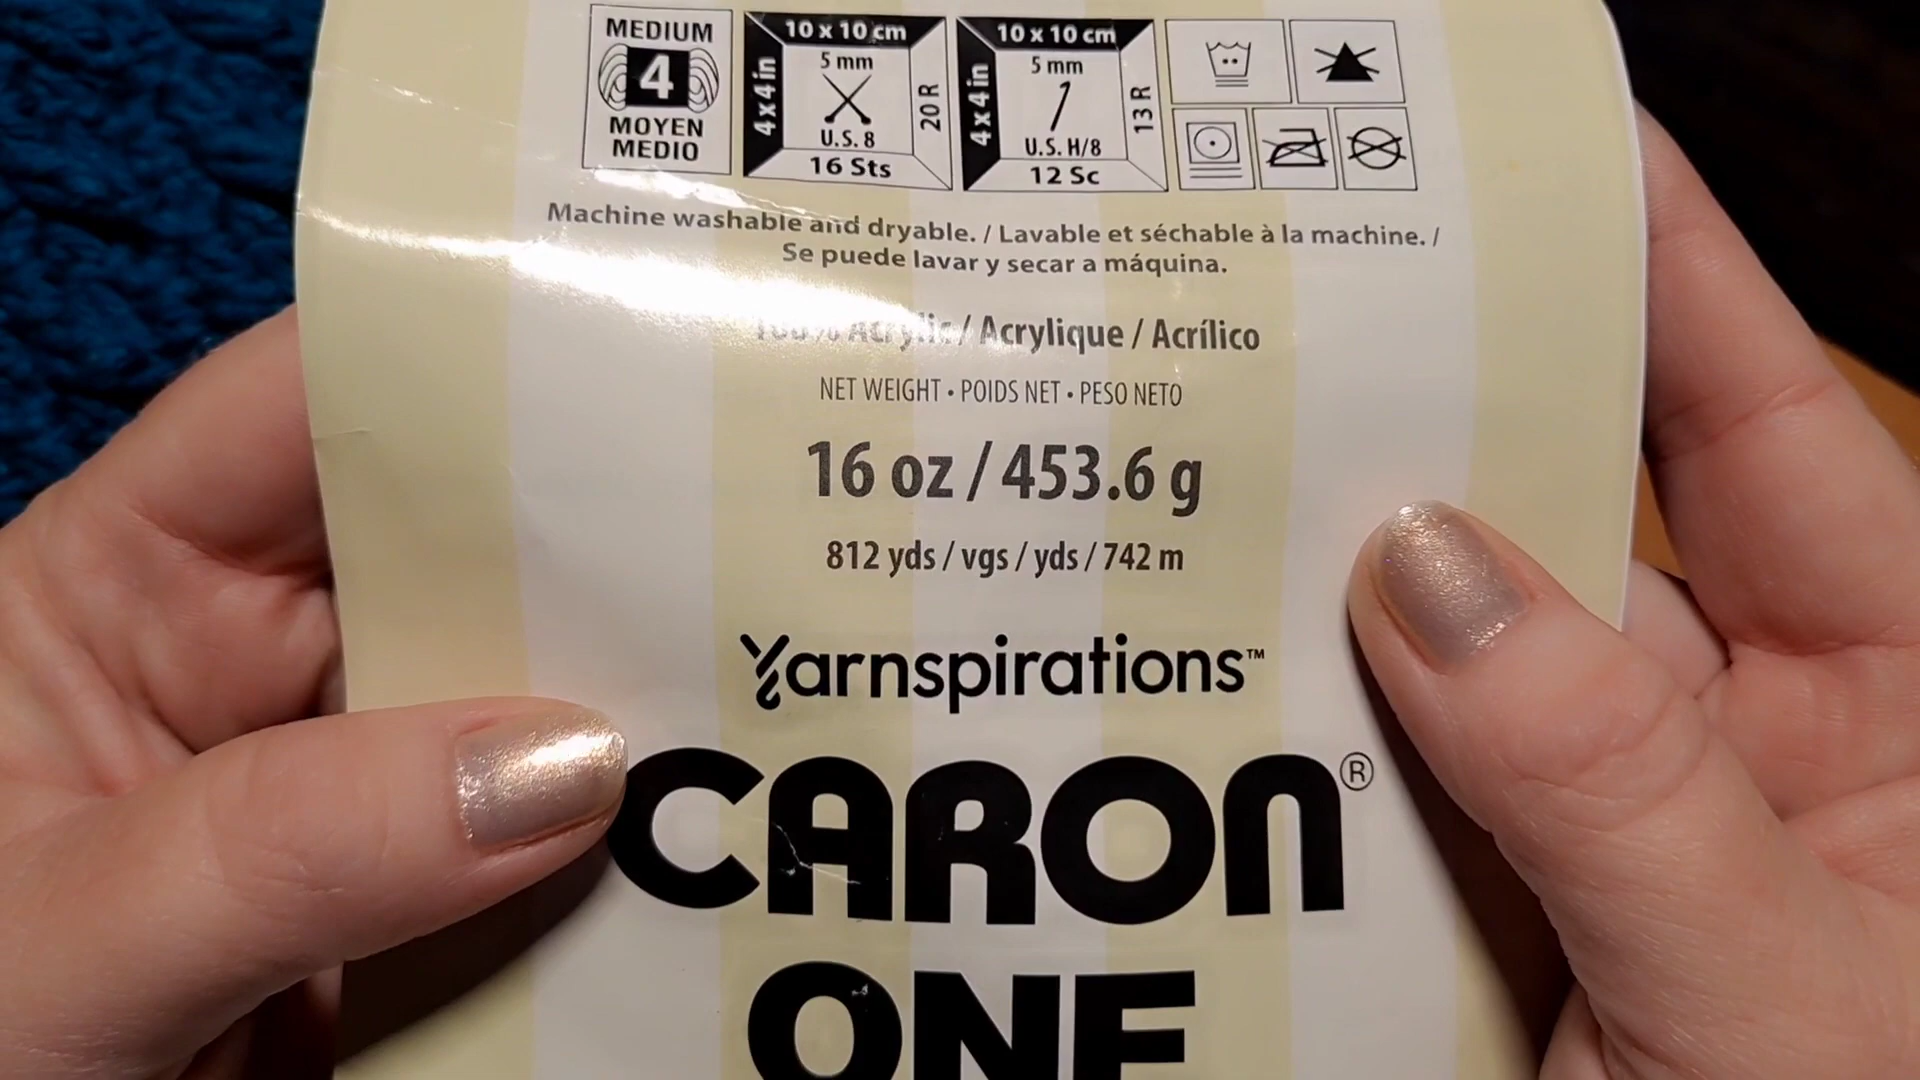 MEDIUM
4
MOYEN
MEDIO
10 x 10 cm
4 x 4 in
5 mm
U.S. 8
20 R
16 Sts
10 x 10 cm
4 x 4 in
5 mm
U.S. H/8
13 R
12 Sc
Machine washable and dryable. / Lavable et séchable à la machine. /
Se puede lavar y secar a máquina.
100% Acrylic / Acrylique / Acrílico
NET WEIGHT • POIDS NET • PESO NETO
16 oz / 453.6 g
812 yds / vgs / yds / 742 m
Yarnspirations™
CARON®
ONE